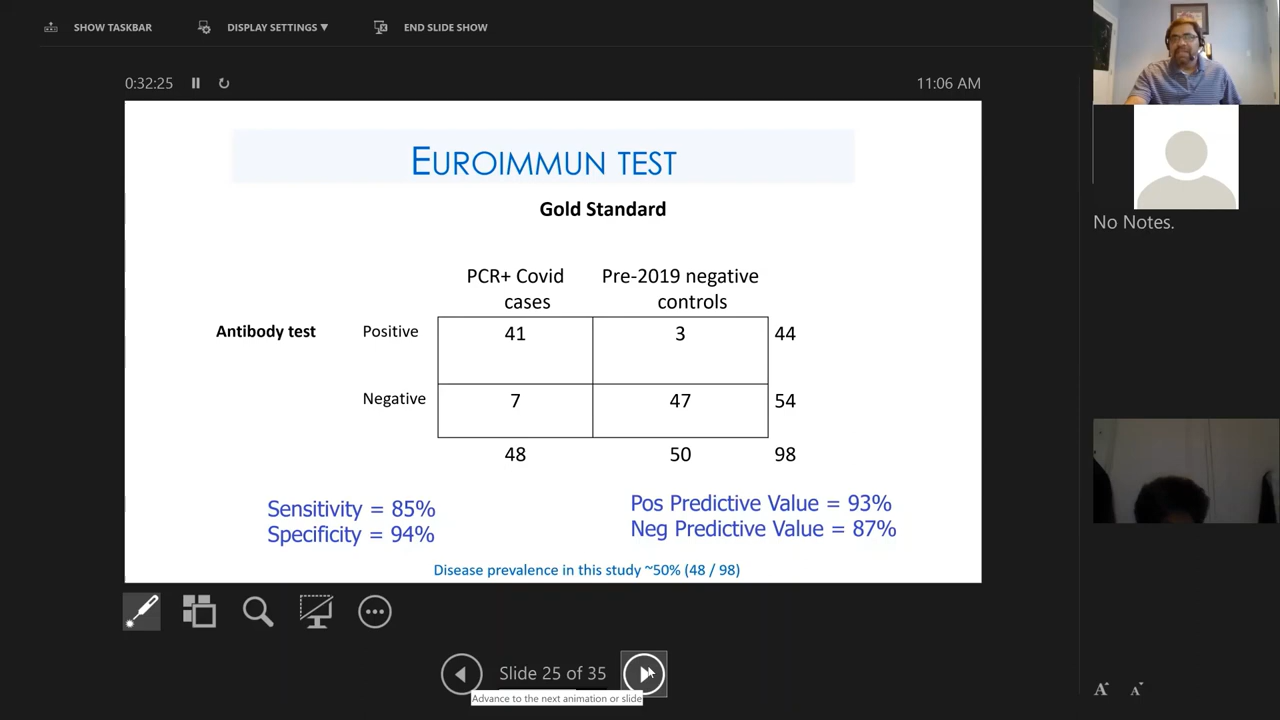 SHOW TASKBAR
DISPLAY SETTINGS ▼
END SLIDE SHOW
0:32:25
11:06 AM
EUROIMMUN TEST
Gold Standard
PCR+ Covid cases
Pre-2019 negative controls
Antibody test
Positive
41
3
44
Negative
7
47
54
48
50
98
Sensitivity = 85%
Specificity = 94%
Pos Predictive Value = 93%
Neg Predictive Value = 87%
Disease prevalence in this study ~50% (48 / 98)
No Notes.
Slide 25 of 35
Advance to the next animation or slide
A A